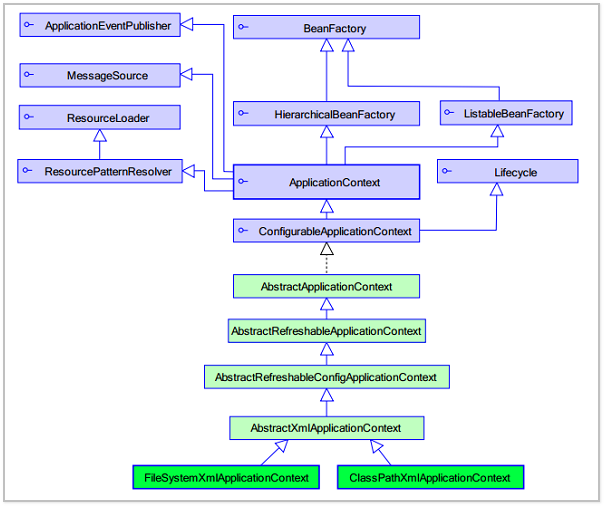 ApplicationEventPublisher
BeanFactory
MessageSource
ResourceLoader
HierarchicalBeanFactory
ListableBeanFactory
ResourcePatternResolver
ApplicationContext
Lifecycle
ConfigurableApplicationContext
AbstractApplicationContext
AbstractRefreshableApplicationContext
AbstractRefreshableConfigApplicationContext
AbstractXmlApplicationContext
FileSystemXmlApplicationContext
ClassPathXmlApplicationContext